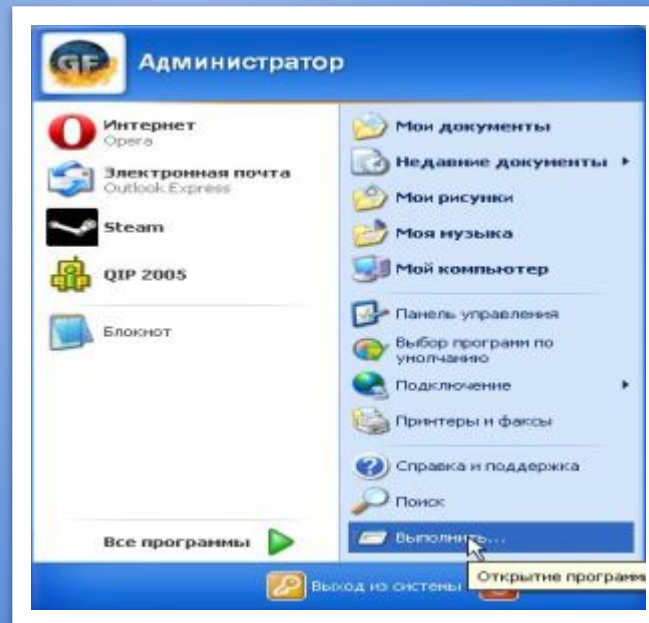 GF
Администратор
Интернет
Opera
Электронная почта
Outlook Express
Steam
QIP 2005
Блокнот
Все программы
Мои документы
Недавние документы
Мои рисунки
Моя музыка
Мой компьютер
Панель управления
Выбор программ по
умолчанию
Подключение
Принтеры и факсы
Справка и поддержка
Поиск
Выполнить...
Выход из системы
Открытие программ